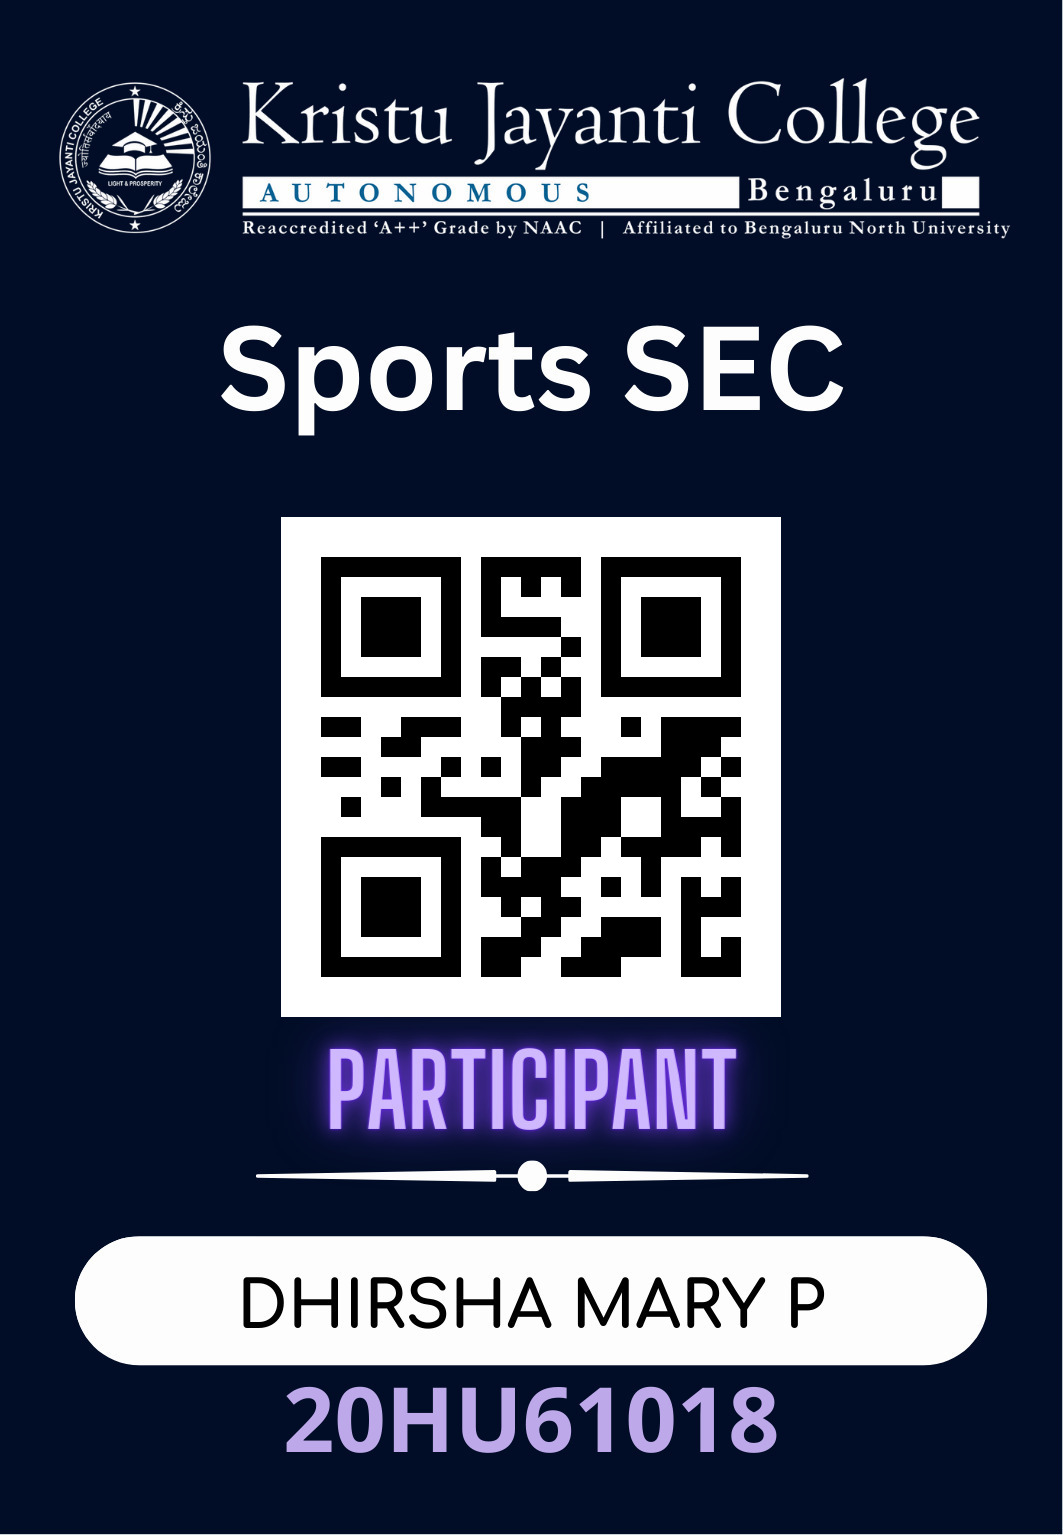 KRISTU JAYANTI COLLEGE
LIGHT & PROSPERITY
Kristu Jayanti College
AUTONOMOUS Bengaluru
Reaccredited ‘A++’ Grade by NAAC | Affiliated to Bengaluru North University
Sports SEC
PARTICIPANT
DHIRSHA MARY P
20HU61018